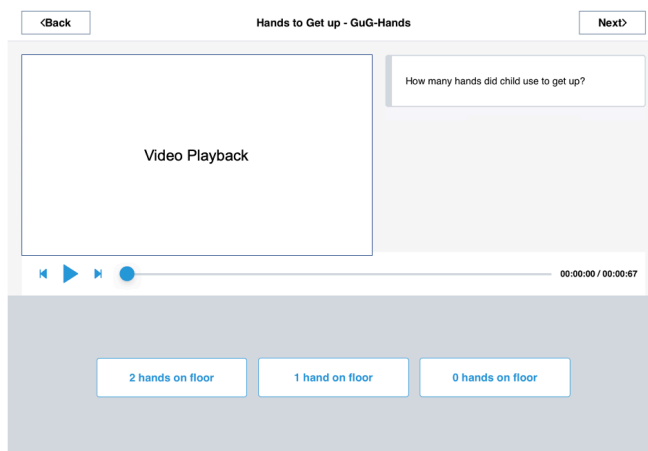 <Back
Hands to Get up - GuG-Hands
Next>
How many hands did child use to get up?
Video Playback
00:00:00 / 00:00:67
2 hands on floor
1 hand on floor
0 hands on floor